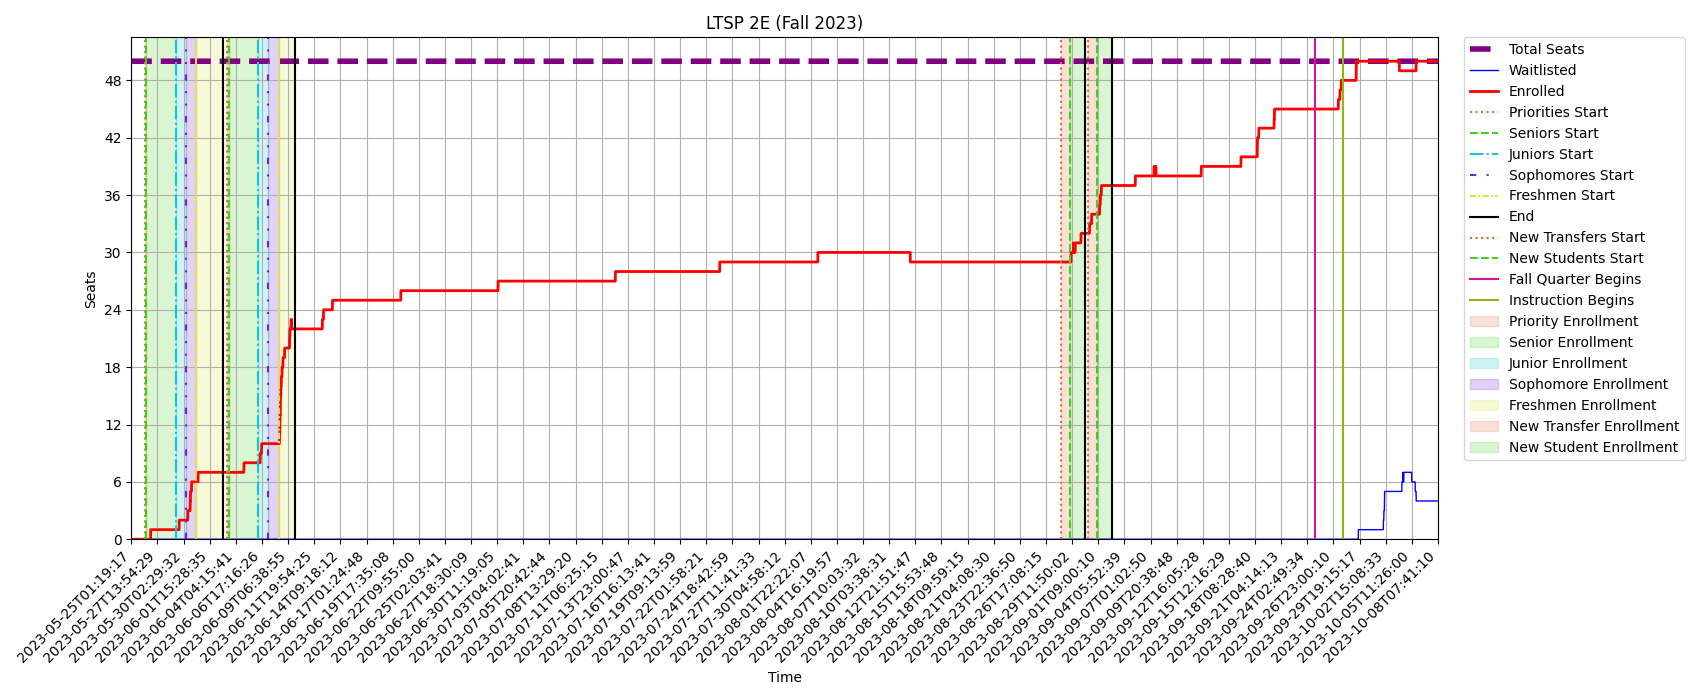 LTSP 2E (Fall 2023)
Seats
48
42
36
30
24
18
12
6
0
2023-05-25T01:19:17
2023-05-27T13:54:29
2023-05-30T02:29:32
2023-06-01T15:28:35
2023-06-04T04:15:41
2023-06-06T17:16:26
2023-06-09T06:38:55
2023-06-11T19:54:25
2023-06-14T09:18:12
2023-06-17T01:24:48
2023-06-19T17:35:08
2023-06-22T09:55:00
2023-06-25T02:03:41
2023-06-27T18:30:09
2023-06-30T11:19:05
2023-07-03T04:02:41
2023-07-05T20:42:44
2023-07-08T13:29:20
2023-07-11T06:25:15
2023-07-13T23:00:47
2023-07-16T16:13:41
2023-07-19T09:13:59
2023-07-22T01:58:21
2023-07-24T18:42:59
2023-07-27T11:41:33
2023-07-30T04:58:12
2023-08-01T22:22:07
2023-08-04T16:19:57
2023-08-07T10:03:32
2023-08-10T03:38:31
2023-08-12T21:51:47
2023-08-15T15:53:48
2023-08-18T09:59:15
2023-08-21T04:08:30
2023-08-23T22:36:50
2023-08-26T17:08:15
2023-08-29T11:50:02
2023-09-01T09:00:10
2023-09-04T05:52:39
2023-09-07T01:02:50
2023-09-09T20:38:48
2023-09-12T16:05:28
2023-09-15T12:16:29
2023-09-18T08:28:40
2023-09-21T04:14:13
2023-09-24T02:49:34
2023-09-26T23:00:10
2023-09-29T19:15:17
2023-10-02T15:08:33
2023-10-05T11:26:00
2023-10-08T07:41:10
Time
Total Seats
Waitlisted
Enrolled
Priorities Start
Seniors Start
Juniors Start
Sophomores Start
Freshmen Start
End
New Transfers Start
New Students Start
Fall Quarter Begins
Instruction Begins
Priority Enrollment
Senior Enrollment
Junior Enrollment
Sophomore Enrollment
Freshmen Enrollment
New Transfer Enrollment
New Student Enrollment